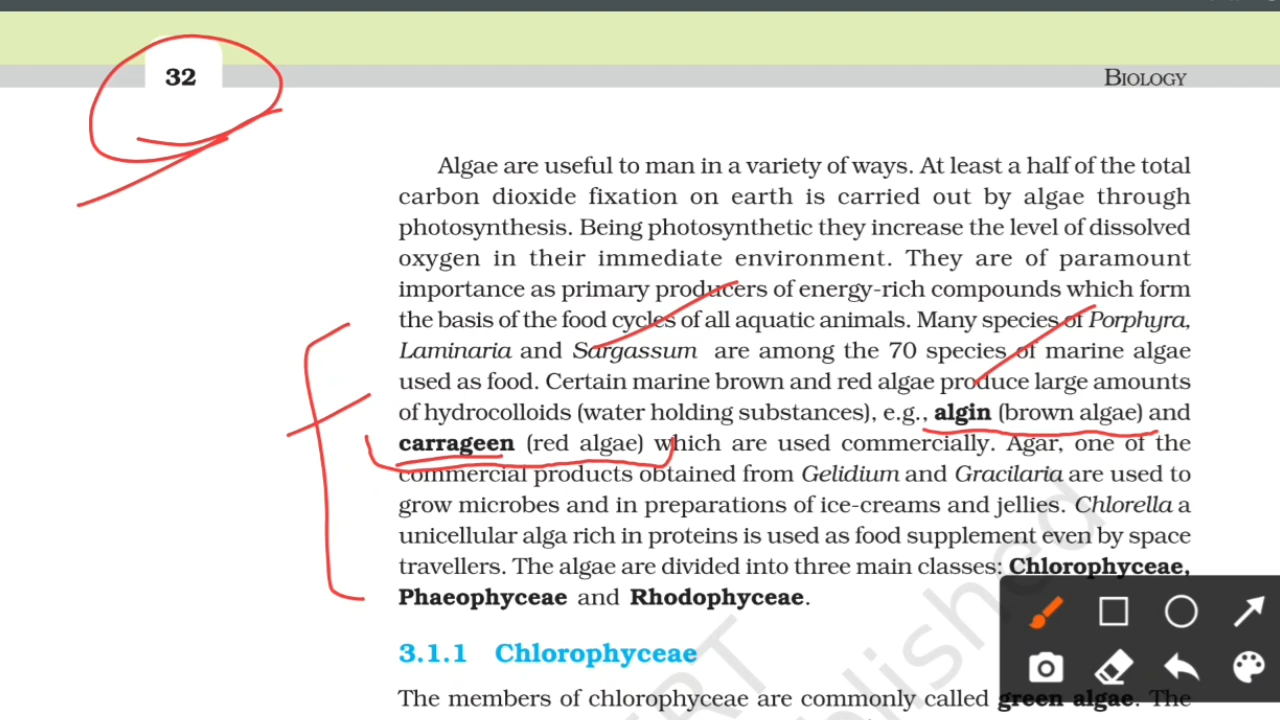 32
BIOLOGY
Algae are useful to man in a variety of ways. At least a half of the total
carbon dioxide fixation on earth is carried out by algae through
photosynthesis. Being photosynthetic they increase the level of dissolved
oxygen in their immediate environment. They are of paramount
importance as primary producers of energy-rich compounds which form
the basis of the food cycles of all aquatic animals. Many species of Porphyra,
Laminaria and Sargassum are among the 70 species of marine algae
used as food. Certain marine brown and red algae produce large amounts
of hydrocolloids (water holding substances), e.g., algin (brown algae) and
carrageen (red algae) which are used commercially. Agar, one of the
commercial products obtained from Gelidium and Gracilaria are used to
grow microbes and in preparations of ice-creams and jellies. Chlorella a
unicellular alga rich in proteins is used as food supplement even by space
travellers. The algae are divided into three main classes: Chlorophyceae,
Phaeophyceae and Rhodophyceae.
3.1.1 Chlorophyceae
The members of chlorophyceae are commonly called green algae. The